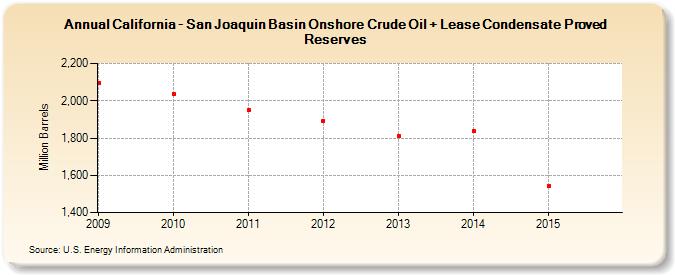 Annual California - San Joaquin Basin Onshore Crude Oil + Lease Condensate Proved
Reserves
Million Barrels
2,200
2,000
1,800
1,600
1,400
2009 2010 2011 2012 2013 2014 2015
Source: U.S. Energy Information Administration